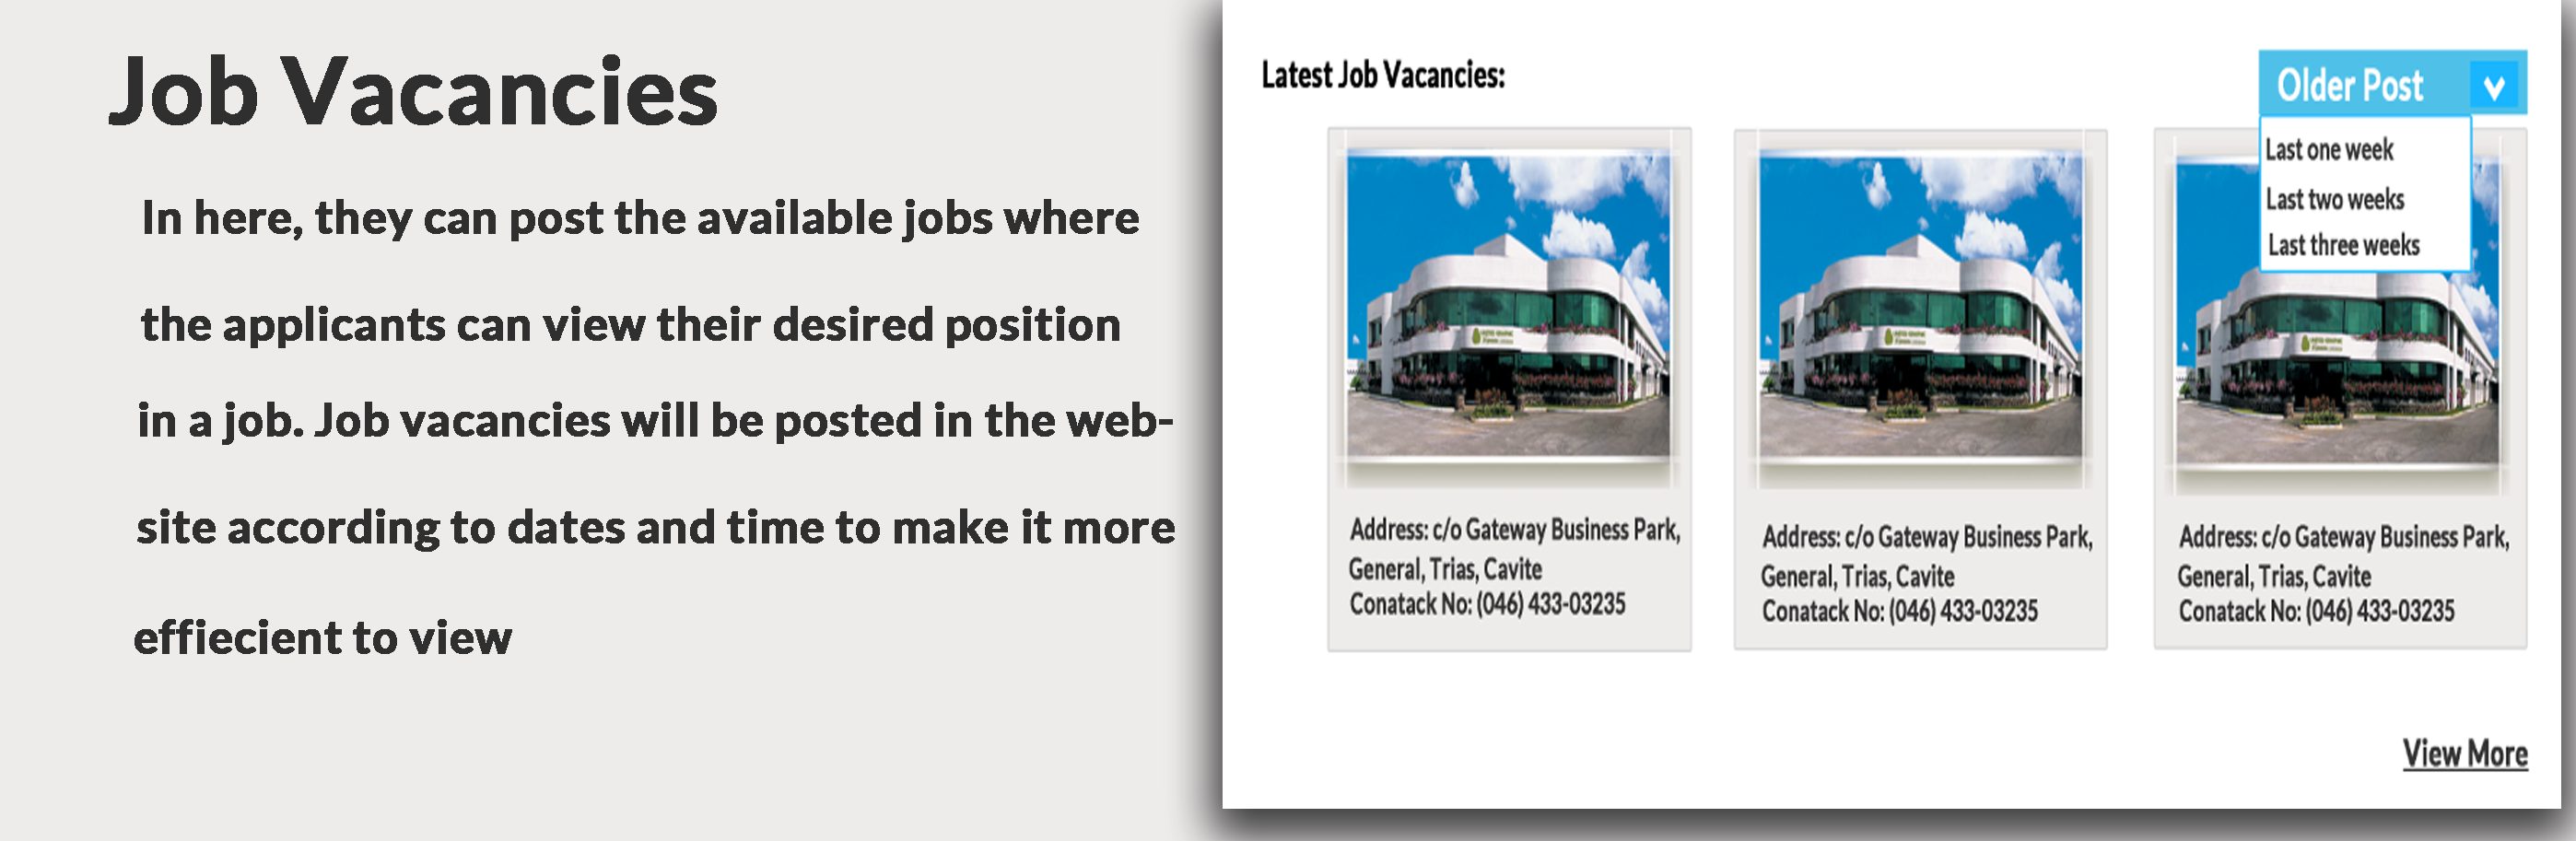 Job Vacancies
In here, they can post the available jobs where
the applicants can view their desired position
in a job. Job vacancies will be posted in the web-
site according to dates and time to make it more
effiecient to view
Latest Job Vacancies:
Older Post
Last one week
Last two weeks
Last three weeks
Address: c/o Gateway Business Park,
General, Trias, Cavite
Conatack No: (046) 433-03235
Address: c/o Gateway Business Park,
General, Trias, Cavite
Conatack No: (046) 433-03235
Address: c/o Gateway Business Park,
General, Trias, Cavite
Conatack No: (046) 433-03235
View More